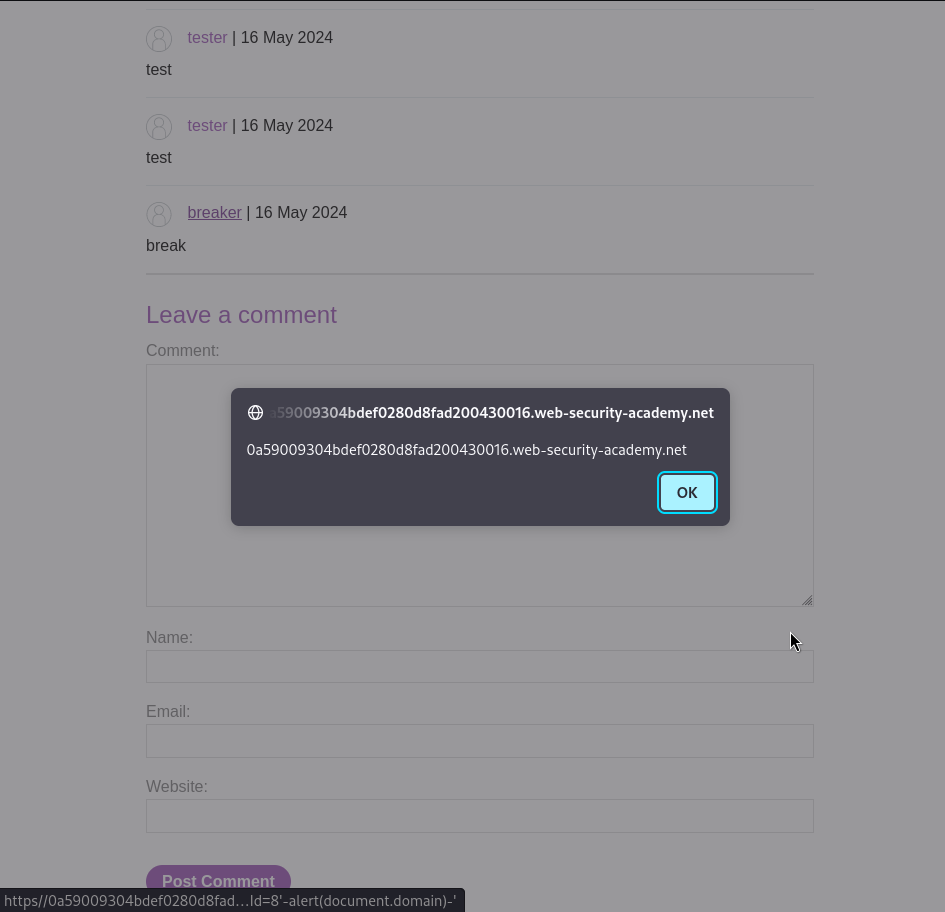 tester | 16 May 2024
test
tester | 16 May 2024
test
breaker | 16 May 2024
break
Leave a comment
Comment:
a59009304bdef0280d8fad200430016.web-security-academy.net
0a59009304bdef0280d8fad200430016.web-security-academy.net
OK
Name:
Email:
Website:
Post Comment
https//0a59009304bdef0280d8fad…Id=8'-alert(document.domain)-'